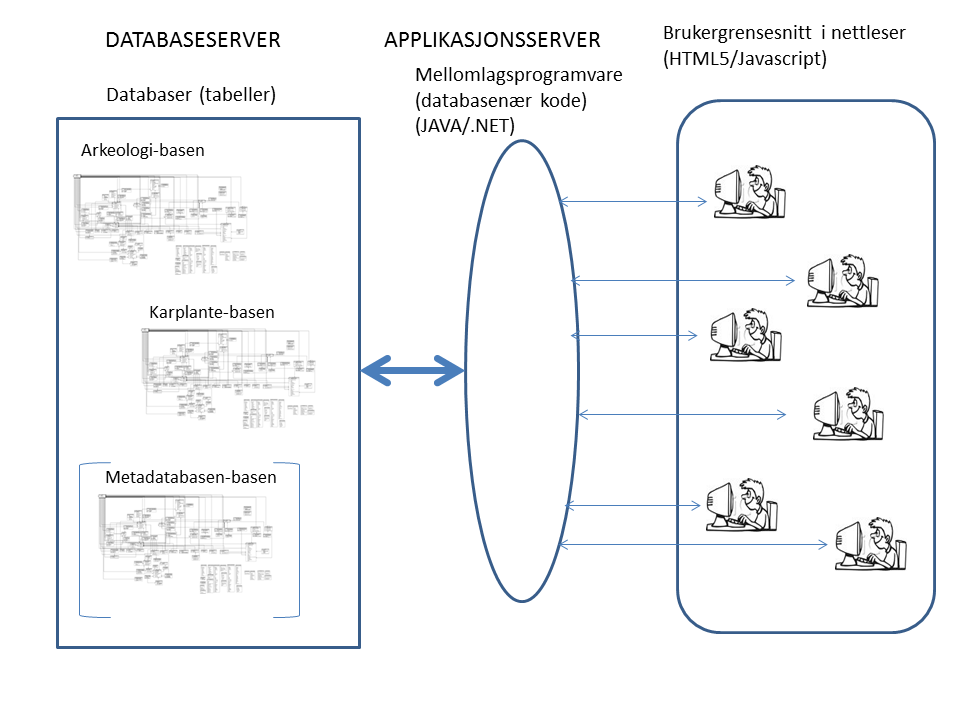 DATABASESERVER
Databaser (tabeller)
Arkeologi-basen
Karplante-basen
Metadatabasen-basen
APPLIKASJONSSERVER
Mellomlagsprogramvare
(databasenær kode)
(JAVA/.NET)
Brukergrensesnitt i nettleser
(HTML5/Javascript)